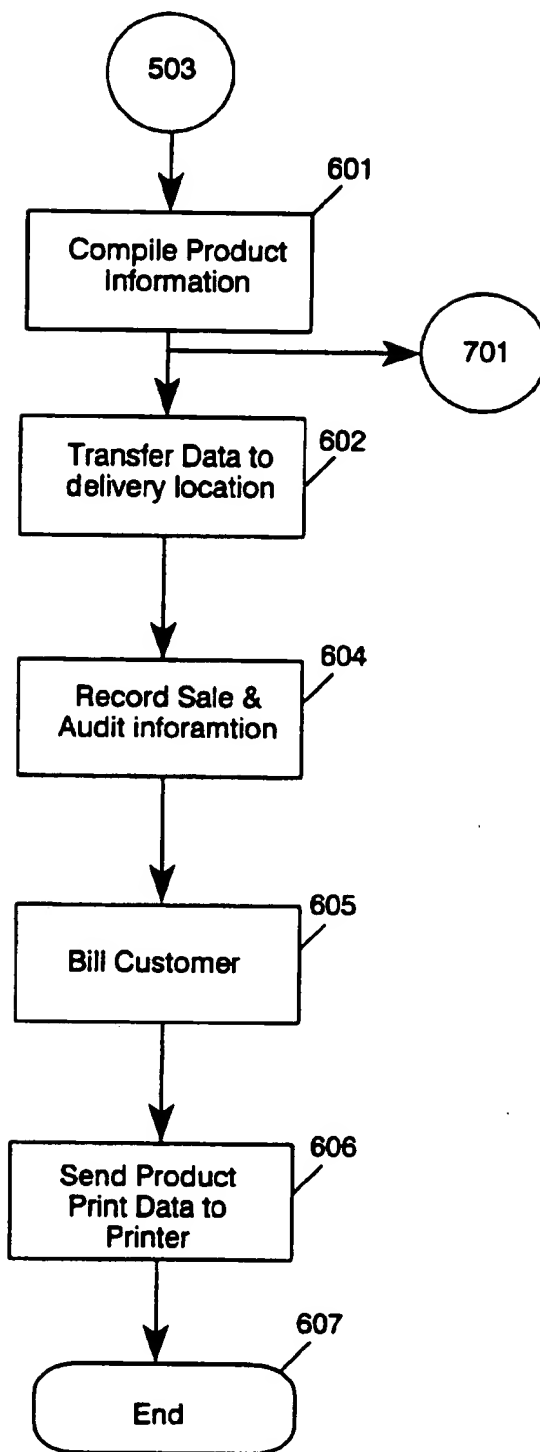 503
601
Compile Product
Information
701
602
Transfer Data to
delivery location
604
Record Sale &
Audit inforamtion
605
Bill Customer
606
Send Product
Print Data to
Printer
607
End